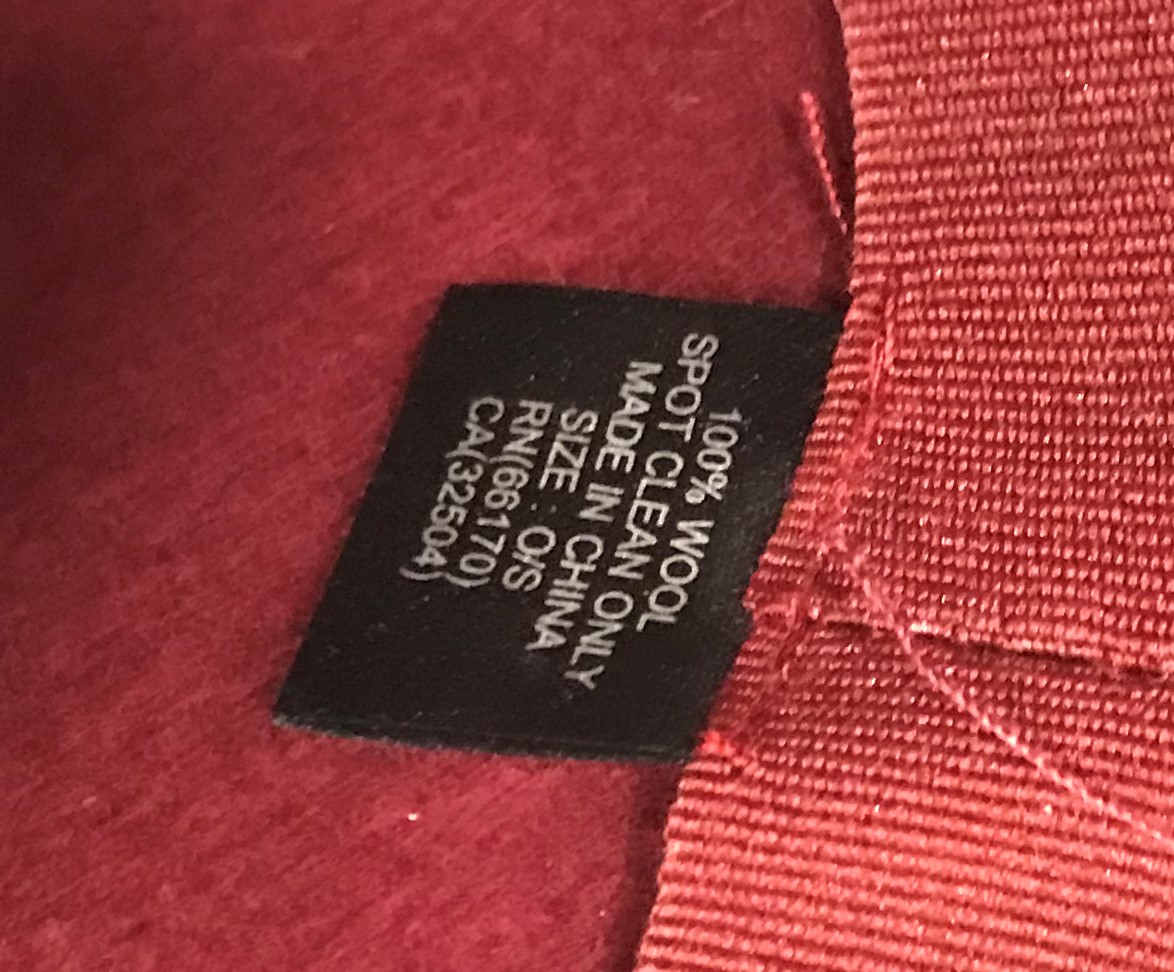 100% WOOL
SPOT CLEAN ONLY
MADE IN CHINA
SIZE : O/S
RN(66170)
CA(32504)